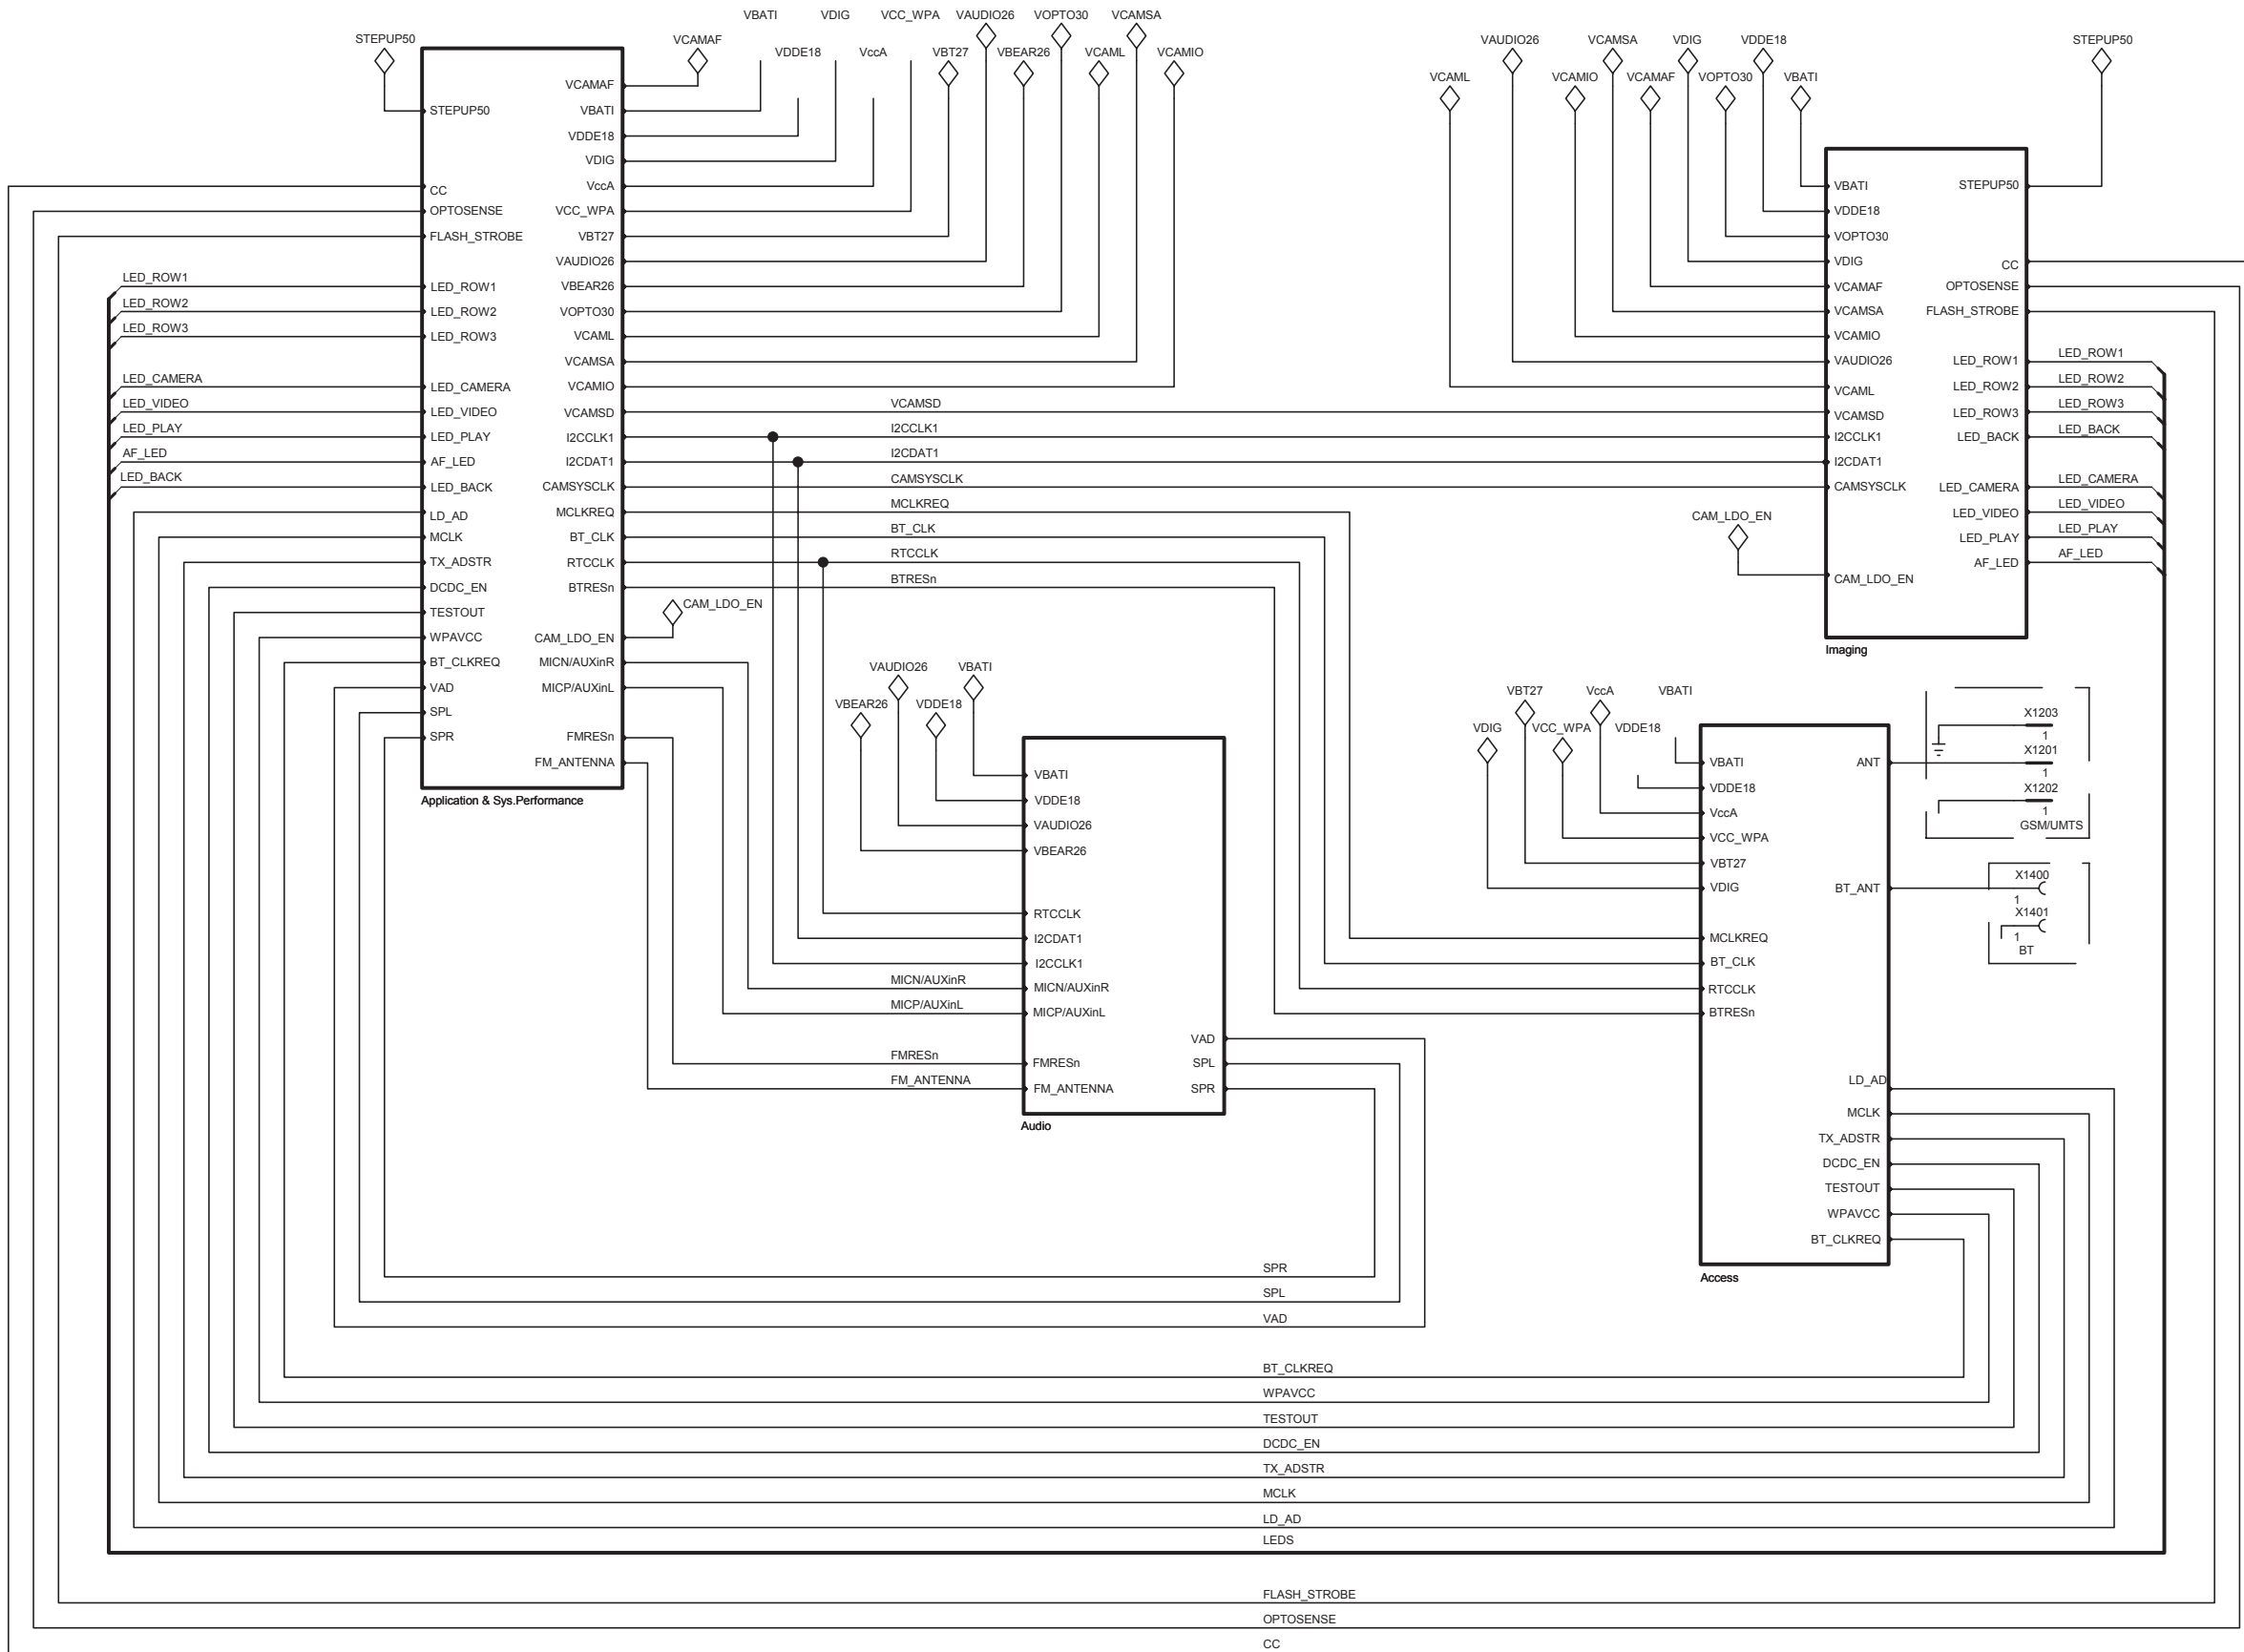 VBATI VDIG VCC_WPA VAUDIO26 VOPTO30 VCAMSA
STEPUP50 VCAMAF VDDE18 VccA VBT27 VBEAR26 VCAML VCAMIO
VCAMAF
STEPUP50 VBATI
VDDE18
VDIG
CC VccA
OPTOSENSE VCC_WPA
FLASH_STROBE VBT27
VAUDIO26
LED_ROW1 LED_ROW1 VBEAR26
LED_ROW2 LED_ROW2 VOPTO30
LED_ROW3 LED_ROW3 VCAML
VCAMSA
LED_CAMERA LED_CAMERA VCAMIO
LED_VIDEO LED_VIDEO VCAMSD VCAMSD
LED_PLAY LED_PLAY I2CCLK1 I2CCLK1
AF_LED AF_LED I2CDAT1 I2CDAT1
LED_BACK LED_BACK CAMSYSCLK CAMSYSCLK
LD_AD MCLKREQ MCLKREQ
MCLK BT_CLK BT_CLK
TX_ADSTR RTCCLK RTCCLK
DCDC_EN BTRESn BTRESn
TESTOUT CAM_LDO_EN
WPAVCC CAM_LDO_EN
BT_CLKREQ MICN/AUXinR
VAD MICP/AUXinL
SPL
SPR FMRESn
FM_ANTENNA
Application & Sys.Performance
VAUDIO26 VCAMSA VDIG VDDE18 STEPUP50
VCAML VCAMIO VCAMAF VOPTO30 VBATI
VBATI STEPUP50
VDDE18
VOPTO30
VDIG CC
VCAMAF OPTOSENSE
VCAMSA FLASH_STROBE
VCAMIO
VAUDIO26 LED_ROW1 LED_ROW1
VCAML LED_ROW2 LED_ROW2
VCAMSD LED_ROW3 LED_ROW3
I2CCLK1 LED_BACK LED_BACK
I2CDAT1
CAMSYSCLK LED_CAMERA LED_CAMERA
LED_VIDEO LED_VIDEO
CAM_LDO_EN LED_PLAY LED_PLAY
AF_LED AF_LED
CAM_LDO_EN
Imaging
VAUDIO26 VBATI
VBEAR26 VDDE18
VBATI
VDDE18
VAUDIO26
VBEAR26
RTCCLK
I2CDAT1
I2CCLK1
MICN/AUXinR MICN/AUXinR
MICP/AUXinL MICP/AUXinL
VAD
FMRESn FMRESn SPL
FM_ANTENNA FM_ANTENNA SPR
Audio
VBT27 VccA VBATI
VDIG VCC_WPA VDDE18
VBATI ANT
VDDE18
VccA
VCC_WPA
VBT27
VDIG BT_ANT
MCLKREQ
BT_CLK
RTCCLK
BTRESn
LD_AD
MCLK
TX_ADSTR
DCDC_EN
TESTOUT
WPAVCC
BT_CLKREQ
Access
X1203
1
X1201
1
X1202
1
GSM/UMTS
X1400
1
X1401
1
BT
SPR
SPL
VAD
BT_CLKREQ
WPAVCC
TESTOUT
DCDC_EN
TX_ADSTR
MCLK
LD_AD
LEDS
FLASH_STROBE
OPTOSENSE
CC